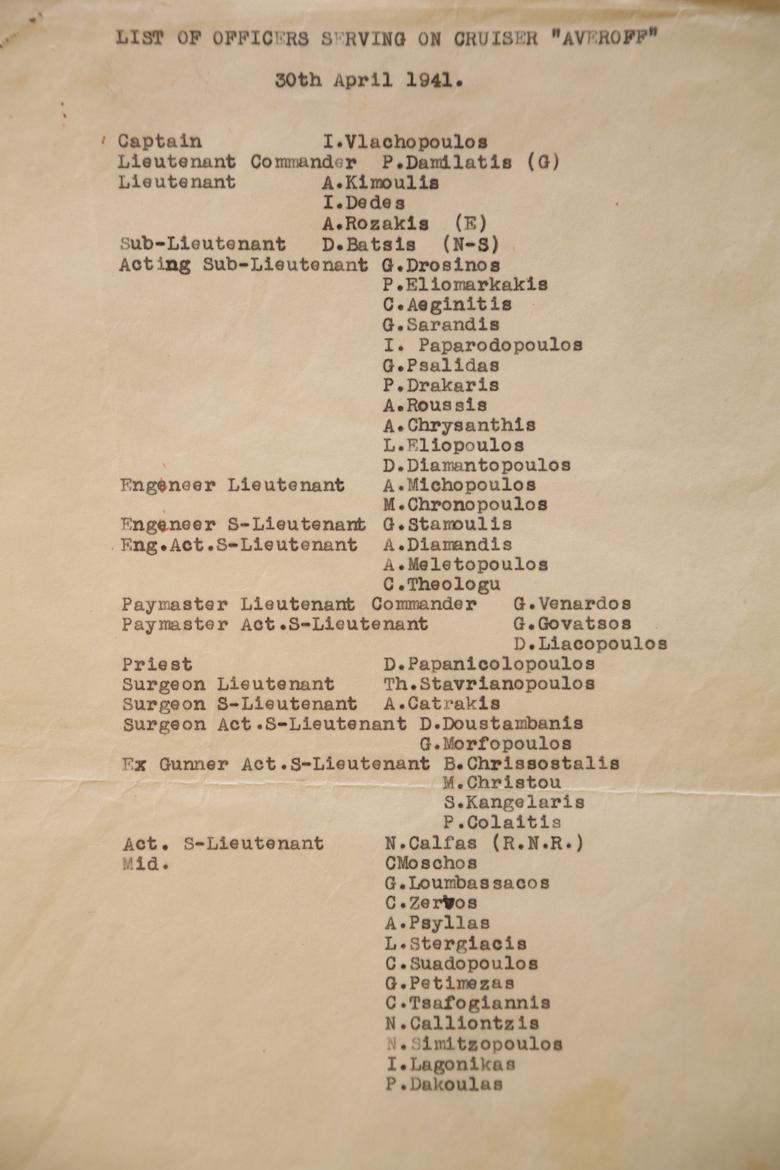 LIST OF OFFICERS SERVING ON CRUISER "AVEROFF"
30th April 1941.
Captain I.Vlachopoulos
Lieutenant Commander P.Damilatis (G)
Lieutenant A.Kimoulis
I.Dedes
A.Rozakis (E)
Sub-Lieutenant D.Batsis (N-S)
Acting Sub-Lieutenant G.Drosinos
P.Eliomarkakis
C.Aeginitis
G.Sarandis
I. Paparodopoulos
G.Psalidas
P.Drakaris
A.Roussis
A.Chrysanthis
L.Eliopoulos
D.Diamantopoulos
Engeneer Lieutenant A.Michopoulos
M.Chronopoulos
Engeneer S-Lieutenant G.Stamoulis
Eng.Act.S-Lieutenant A.Diamandis
A.Meletopoulos
C.Theologu
Paymaster Lieutenant Commander G.Venardos
Paymaster Act.S-Lieutenant G.Govatsos
D.Liacopoulos
Priest D.Papanicolopoulos
Surgeon Lieutenant Th.Stavrianopoulos
Surgeon S-Lieutenant A.Catrakis
Surgeon Act.S-Lieutenant D.Doustambanis
G.Morfopoulos
Ex Gunner Act.S-Lieutenant B.Chrissostalis
M.Christou
S.Kangelaris
P.Colaitis
Act. S-Lieutenant N.Calfas (R.N.R.)
Mid. CMoschos
G.Loumbassacos
C.Zervos
A.Psyllas
L.Stergiacis
C.Suadopoulos
G.Petimezas
C.Tsafogiannis
N.Calliontzis
N.Simitzopoulos
I.Lagonikas
P.Dakoulas